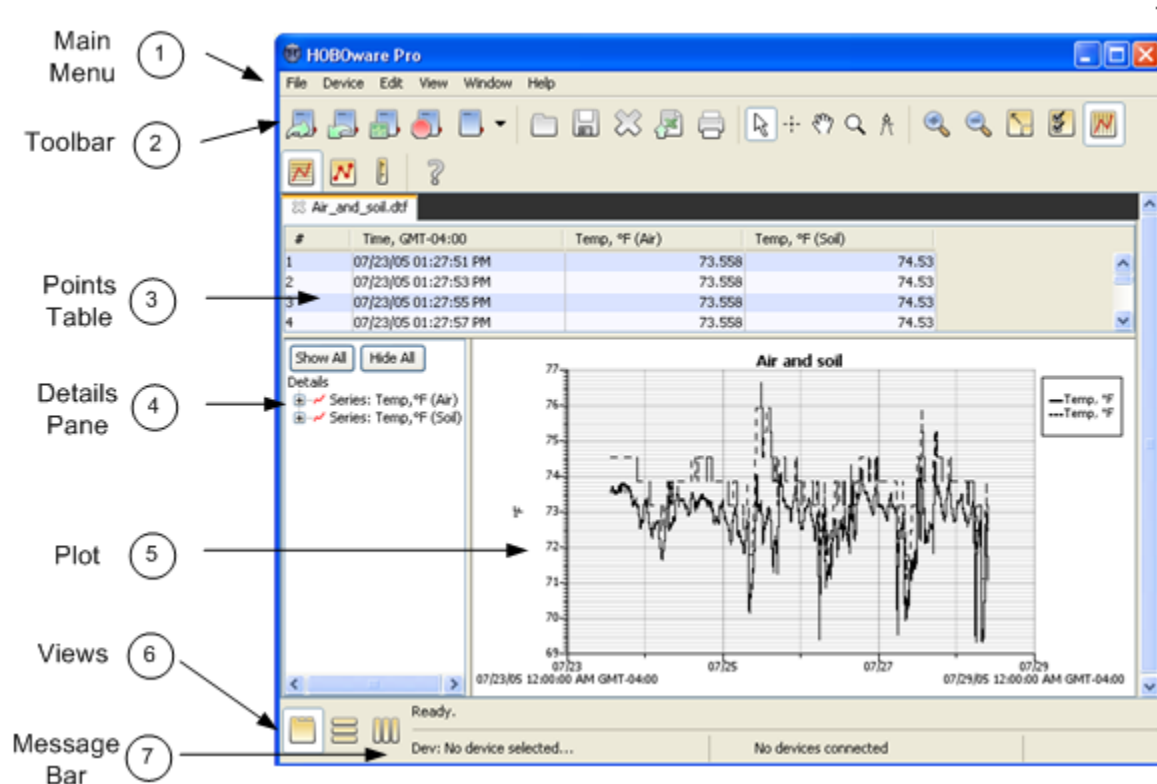 Main Menu
1
Toolbar
2
Points Table
3
Details Pane
4
Plot
5
Views
6
Message Bar
7
HOBOware Pro
File Device Edit View Window Help
Air_and_soil.dtf
# Time, GMT-04:00 Temp, °F (Air) Temp, °F (Soil)
1 07/23/05 01:27:51 PM 73.558 74.53
2 07/23/05 01:27:53 PM 73.558 74.53
3 07/23/05 01:27:55 PM 73.558 74.53
4 07/23/05 01:27:57 PM 73.558 74.53
Show All Hide All
Details
Series: Temp,°F (Air)
Series: Temp,°F (Soil)
Air and soil
77
76
75
74
73
72
71
70
69
°F
Temp, °F
Temp, °F
07/23 07/25 07/27 07/29
07/23/05 12:00:00 AM GMT-04:00 07/29/05 12:00:00 AM GMT-04:00
Ready.
Dev: No device selected... No devices connected